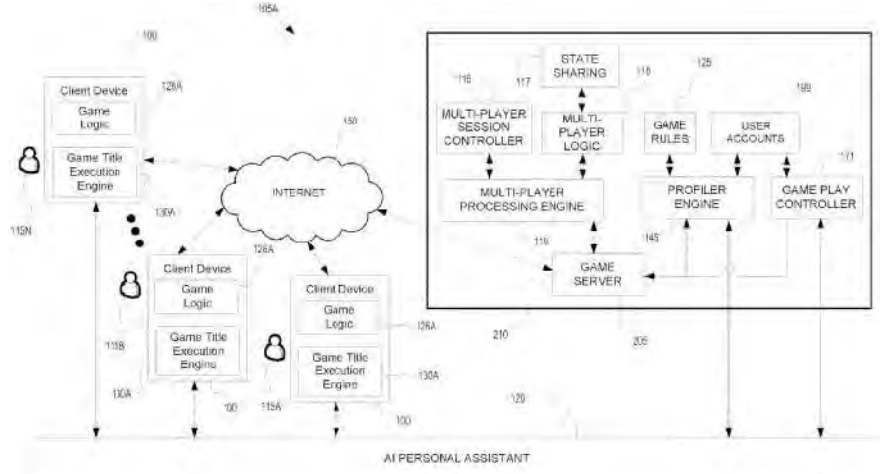 100
105A
126A
Client Device
Game
Logic
Game Title
Execution
Engine
115N
130A
150
INTERNET
126A
Client Device
Game
Logic
Game Title
Execution
Engine
115B
110A
100
Client Device
Game
Logic
Game Title
Execution
Engine
126A
130A
115A
100
116
117
STATE
SHARING
118
125
MULTI-PLAYER
SESSION
CONTROLLER
MULTI-
PLAYER
LOGIC
GAME
RULES
USER
ACCOUNTS
171
MULTI-PLAYER
PROCESSING ENGINE
PROFILER
ENGINE
GAME PLAY
CONTROLLER
145
GAME
SERVER
210
205
120
AI PERSONAL ASSISTANT